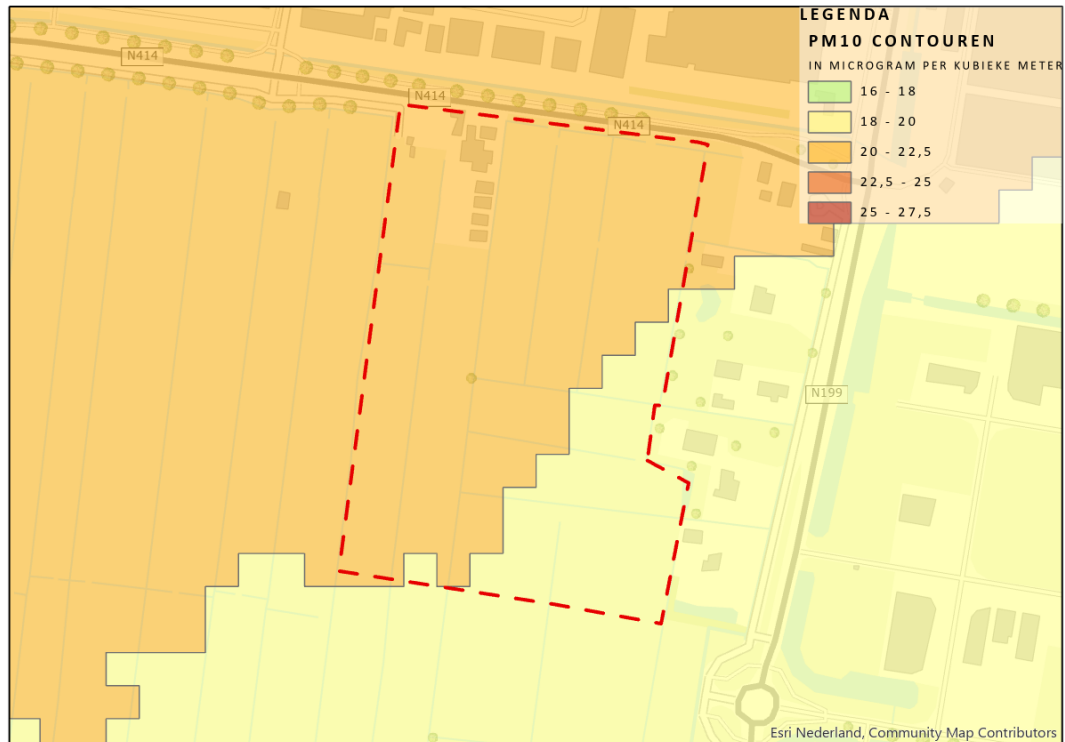 LEGENDA
PM10 CONTOUREN
IN MICROGRAM PER KUBIEKE METER
16 - 18
18 - 20
20 - 22,5
22,5 - 25
25 - 27,5
N414
N414
N414
N199
Esri Nederland, Community Map Contributors